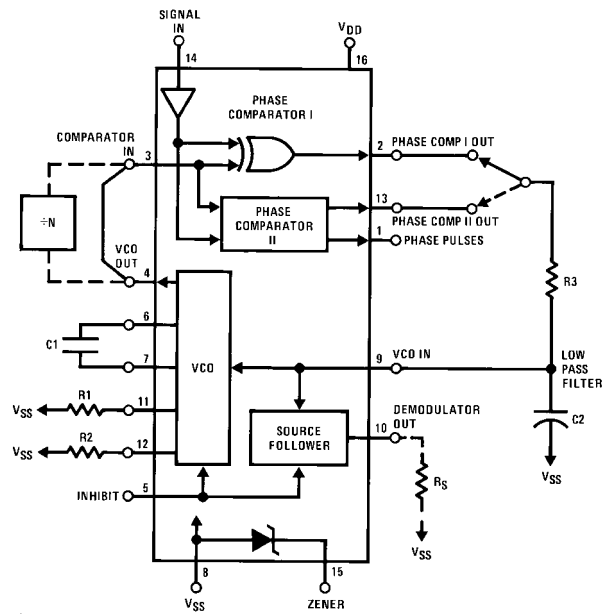 SIGNAL
IN
14
VDD
16
PHASE
COMPARATOR I
COMPARATOR
IN
3
2
PHASE COMP I OUT
÷N
PHASE
COMPARATOR
II
13
PHASE COMP II OUT
1
PHASE PULSES
VCO
OUT
4
R3
6
C1
7
VCO
9
VCO IN
LOW
PASS
FILTER
VSS
R1
11
C2
VSS
R2
12
SOURCE
FOLLOWER
10
DEMODULATOR
OUT
VSS
INHIBIT
5
RS
VSS
8
15
VSS
ZENER